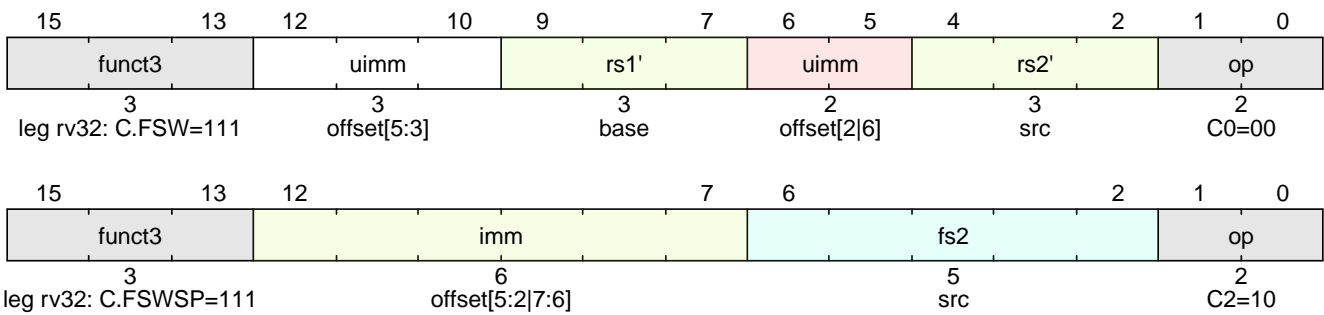 15 13 12 10 9 7 6 5 4 2 1 0
funct3 uimm rs1' uimm rs2' op
3 3 3 2 3 2
leg rv32: C.FSW=111 offset[5:3] base offset[2|6] src C0=00
15 13 12 7 6 2 1 0
funct3 imm fs2 op
3 6 5 2
leg rv32: C.FSWSP=111 offset[5:2|7:6] src C2=10